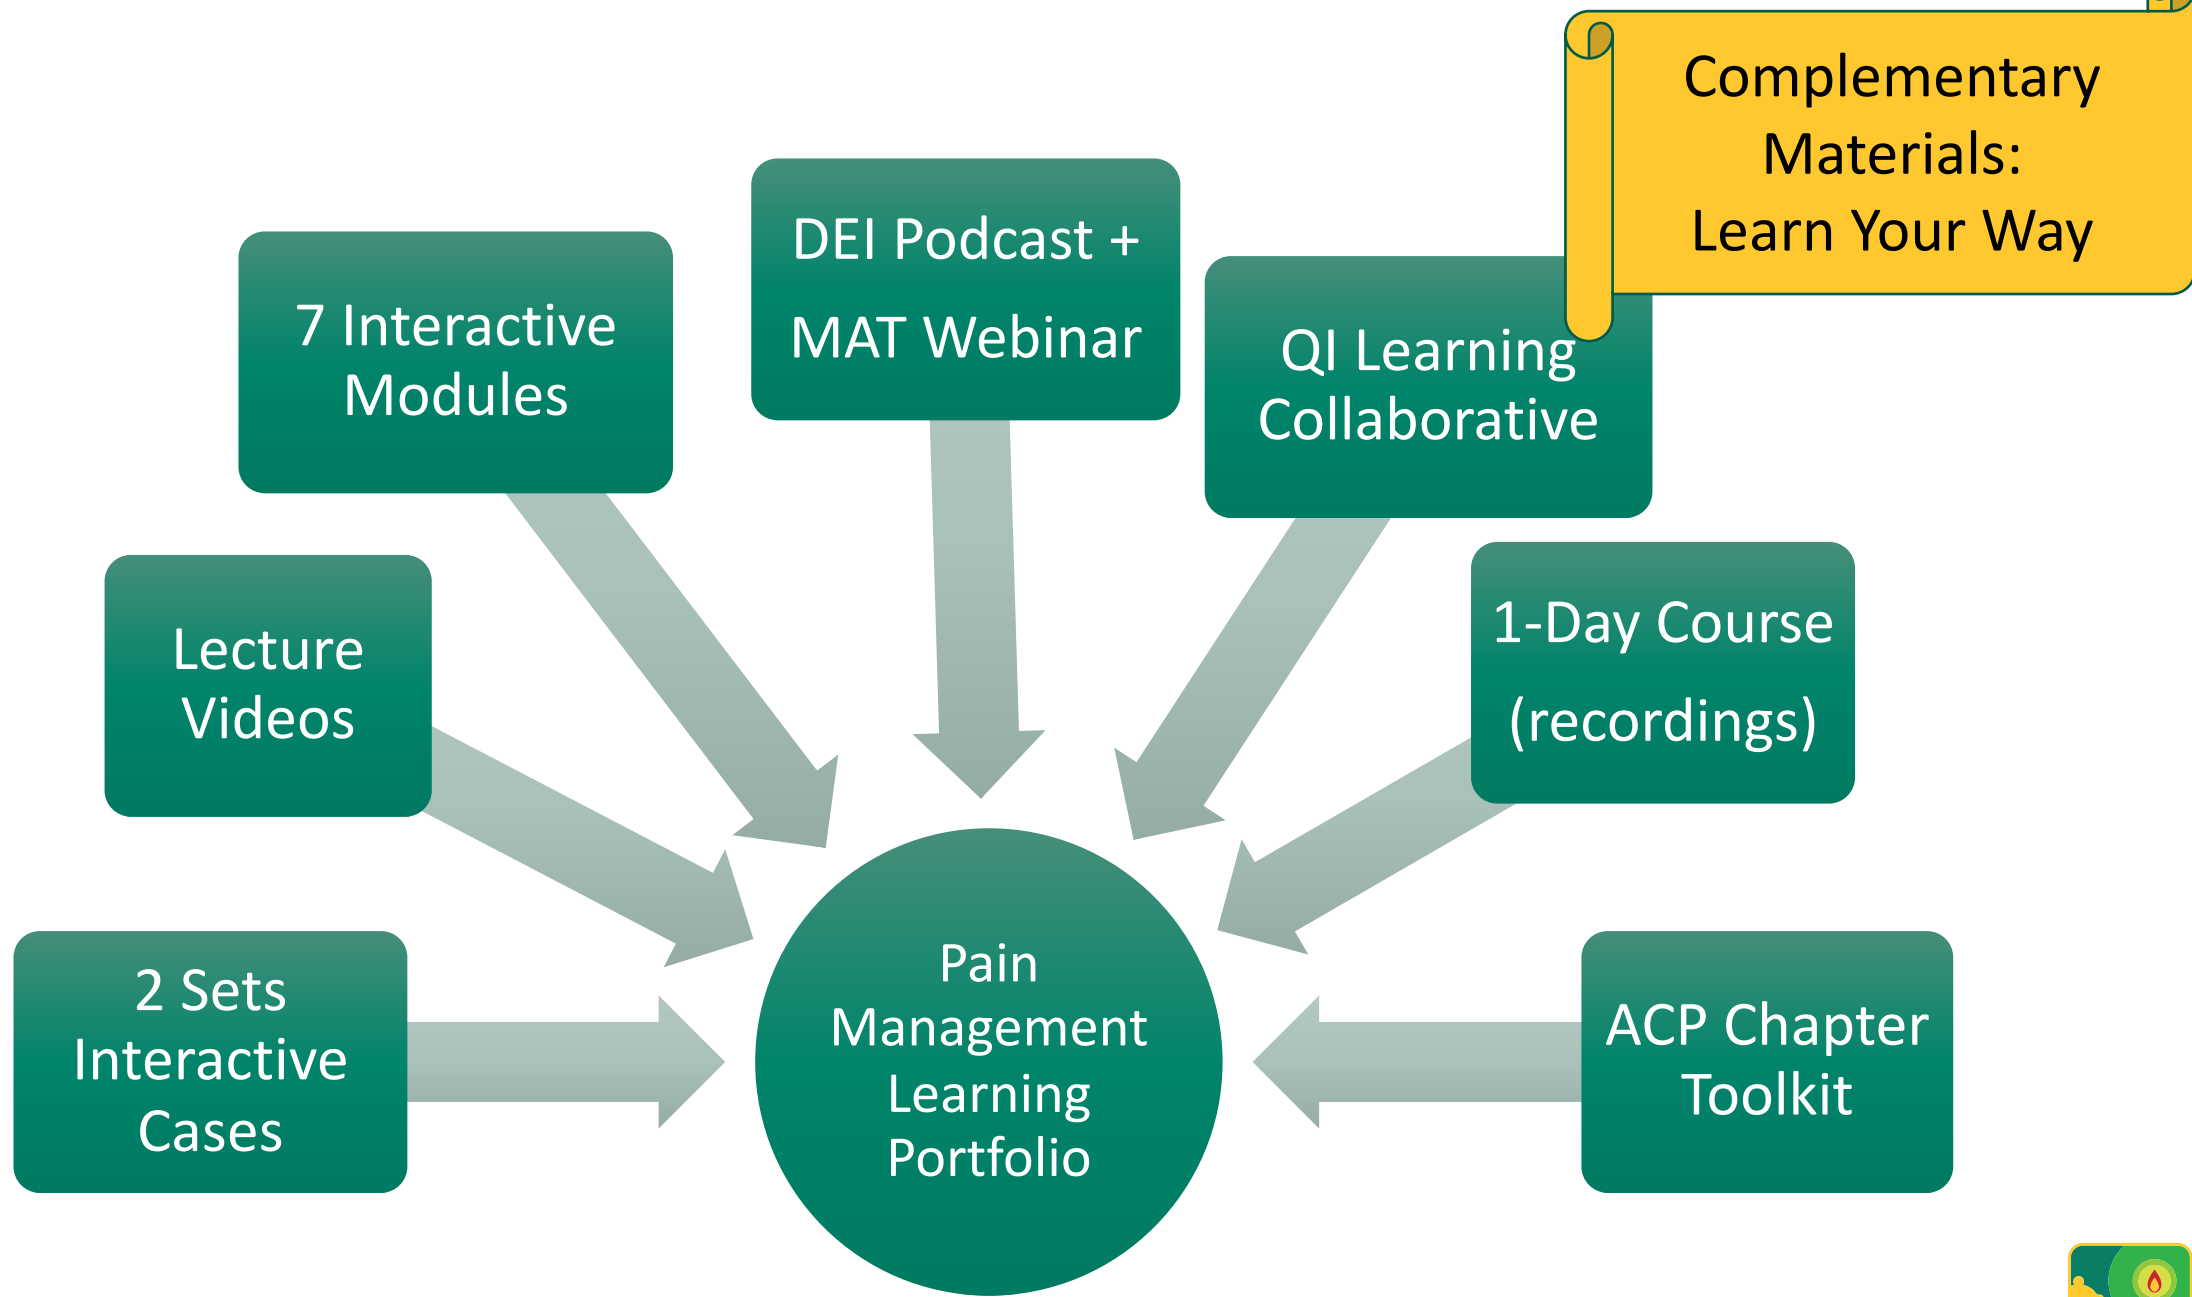 Complementary
Materials:
Learn Your Way
DEI Podcast +
MAT Webinar
7 Interactive
Modules
QI Learning
Collaborative
Lecture
Videos
1-Day Course
(recordings)
2 Sets
Interactive
Cases
Pain
Management
Learning
Portfolio
ACP Chapter
Toolkit